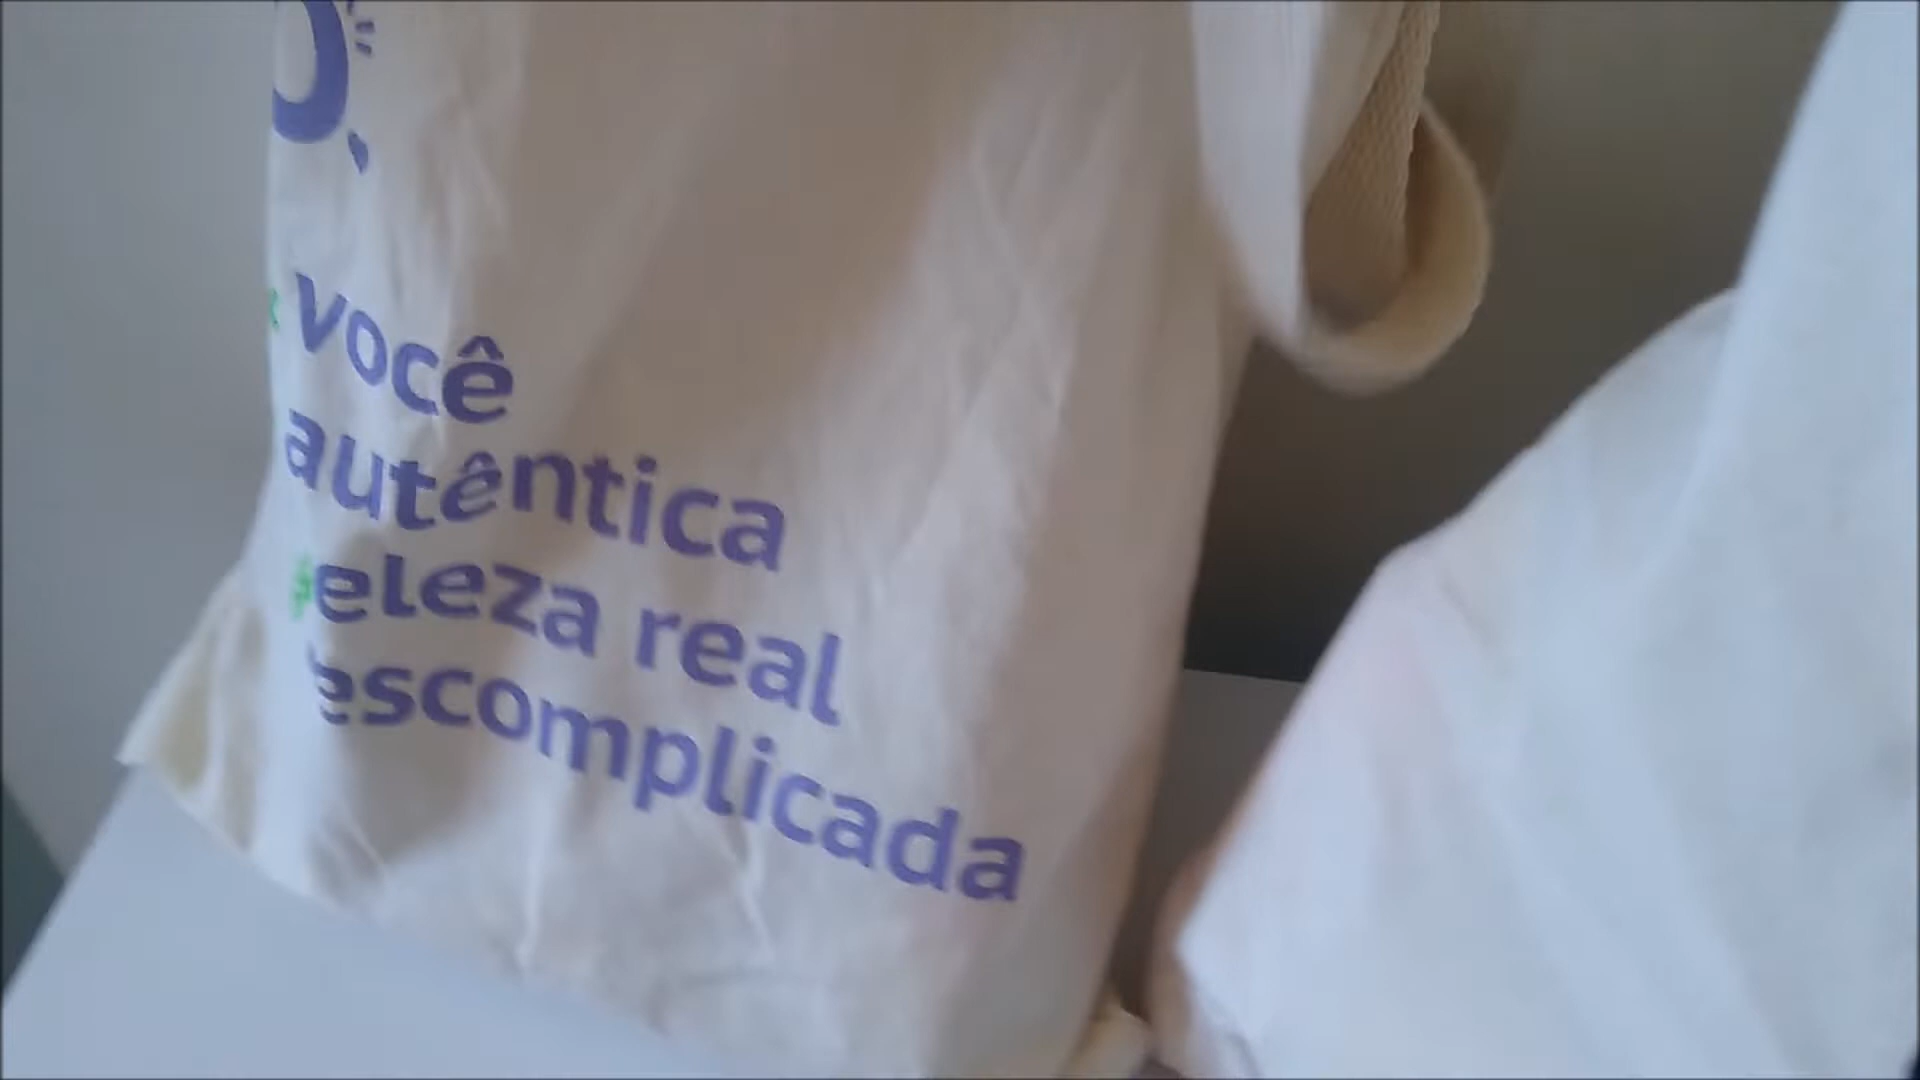 você
autêntica
eleza real
escomplicada